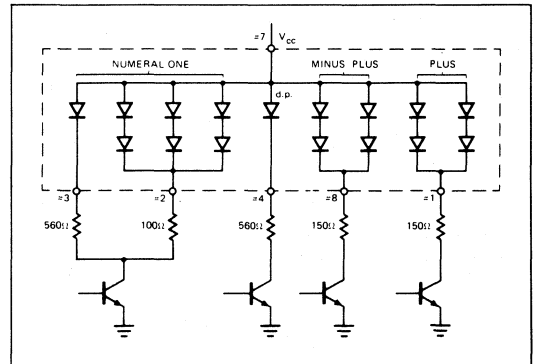 =7 Vcc
NUMERAL ONE MINUS PLUS PLUS
d.p.
=3 =2 =4 =8 =1
560Ω 100Ω 560Ω 150Ω 150Ω